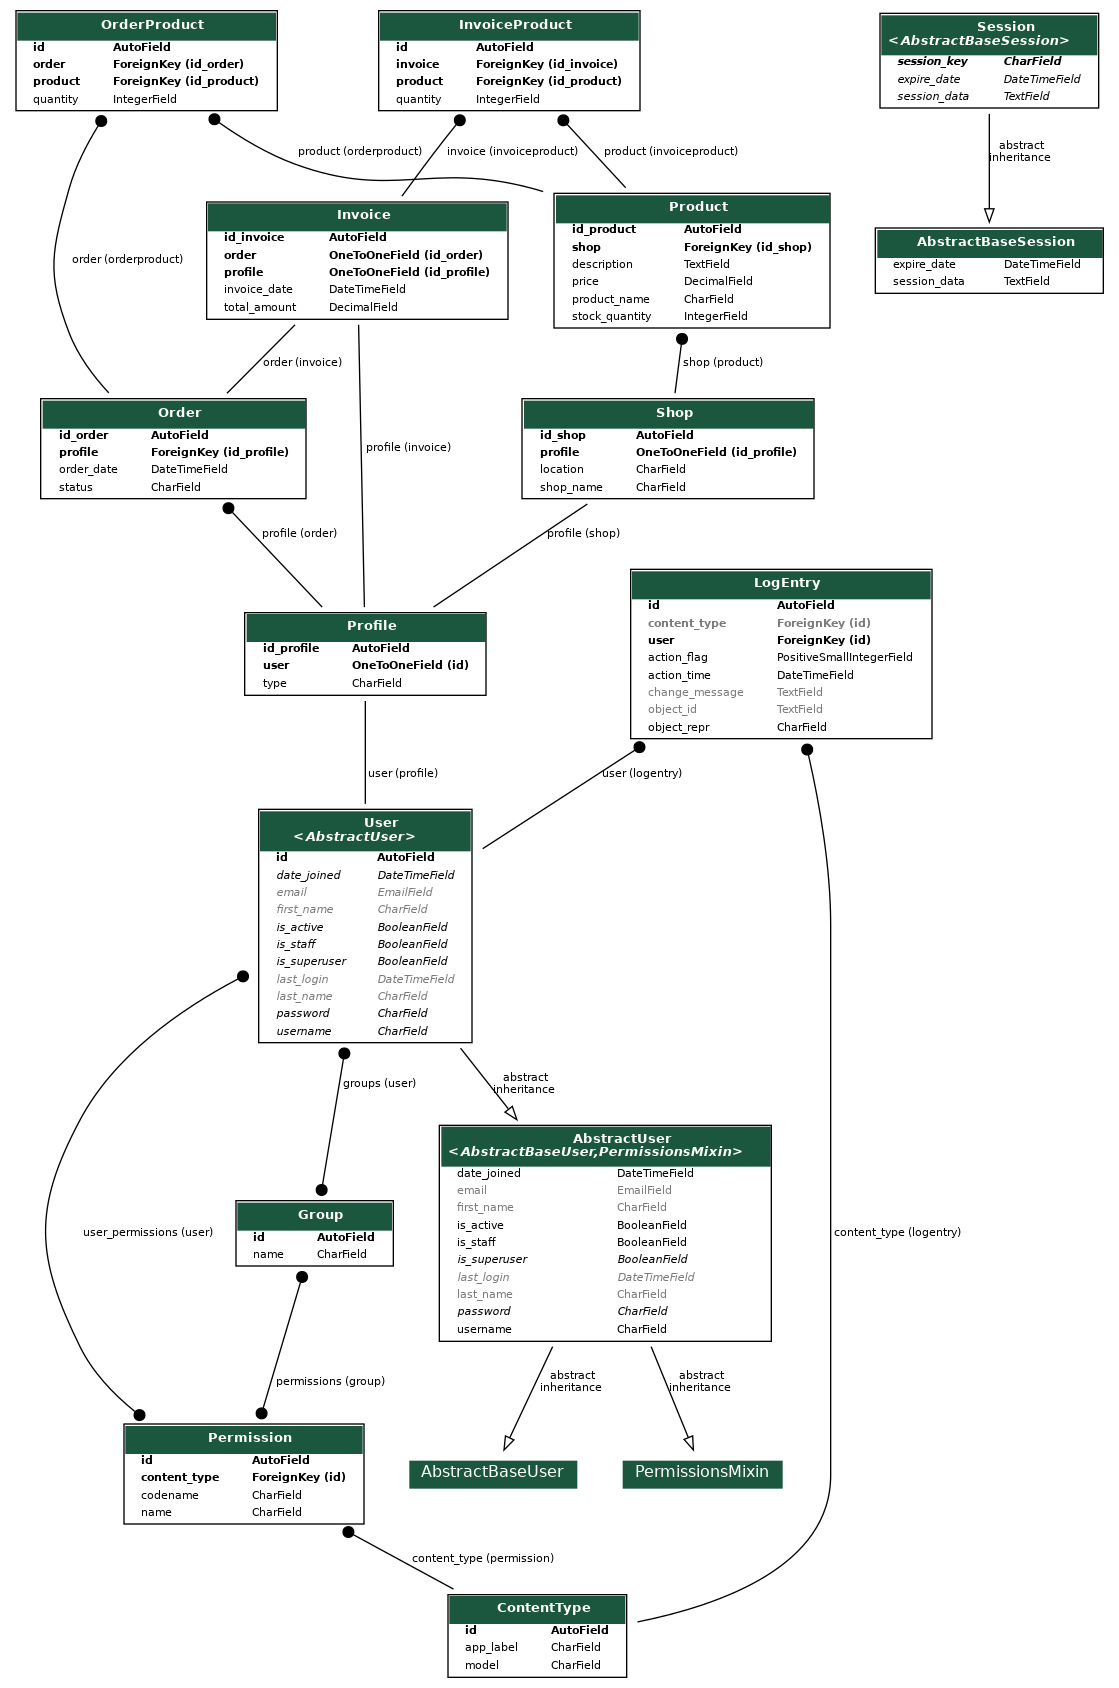 OrderProduct
id AutoField
order ForeignKey (id_order)
product ForeignKey (id_product)
quantity IntegerField
InvoiceProduct
id AutoField
invoice ForeignKey (id_invoice)
product ForeignKey (id_product)
quantity IntegerField
Session
<AbstractBaseSession>
session_key CharField
expire_date DateTimeField
session_data TextField
product (orderproduct)
invoice (invoiceproduct)
product (invoiceproduct)
abstract
inheritance
order (orderproduct)
Invoice
id_invoice AutoField
order OneToOneField (id_order)
profile OneToOneField (id_profile)
invoice_date DateTimeField
total_amount DecimalField
Product
id_product AutoField
shop ForeignKey (id_shop)
description TextField
price DecimalField
product_name CharField
stock_quantity IntegerField
AbstractBaseSession
expire_date DateTimeField
session_data TextField
order (invoice)
shop (product)
profile (invoice)
Order
id_order AutoField
profile ForeignKey (id_profile)
order_date DateTimeField
status CharField
Shop
id_shop AutoField
profile OneToOneField (id_profile)
location CharField
shop_name CharField
profile (order)
profile (shop)
Profile
id_profile AutoField
user OneToOneField (id)
type CharField
LogEntry
id AutoField
content_type ForeignKey (id)
user ForeignKey (id)
action_flag PositiveSmallIntegerField
action_time DateTimeField
change_message TextField
object_id TextField
object_repr CharField
user (profile)
user (logentry)
User
<AbstractUser>
id AutoField
date_joined DateTimeField
email EmailField
first_name CharField
is_active BooleanField
is_staff BooleanField
is_superuser BooleanField
last_login DateTimeField
last_name CharField
password CharField
username CharField
groups (user)
abstract
inheritance
user_permissions (user)
content_type (logentry)
Group
id AutoField
name CharField
AbstractUser
<AbstractBaseUser,PermissionsMixin>
date_joined DateTimeField
email EmailField
first_name CharField
is_active BooleanField
is_staff BooleanField
is_superuser BooleanField
last_login DateTimeField
last_name CharField
password CharField
username CharField
permissions (group)
abstract
inheritance
abstract
inheritance
Permission
id AutoField
content_type ForeignKey (id)
codename CharField
name CharField
AbstractBaseUser
PermissionsMixin
content_type (permission)
ContentType
id AutoField
app_label CharField
model CharField